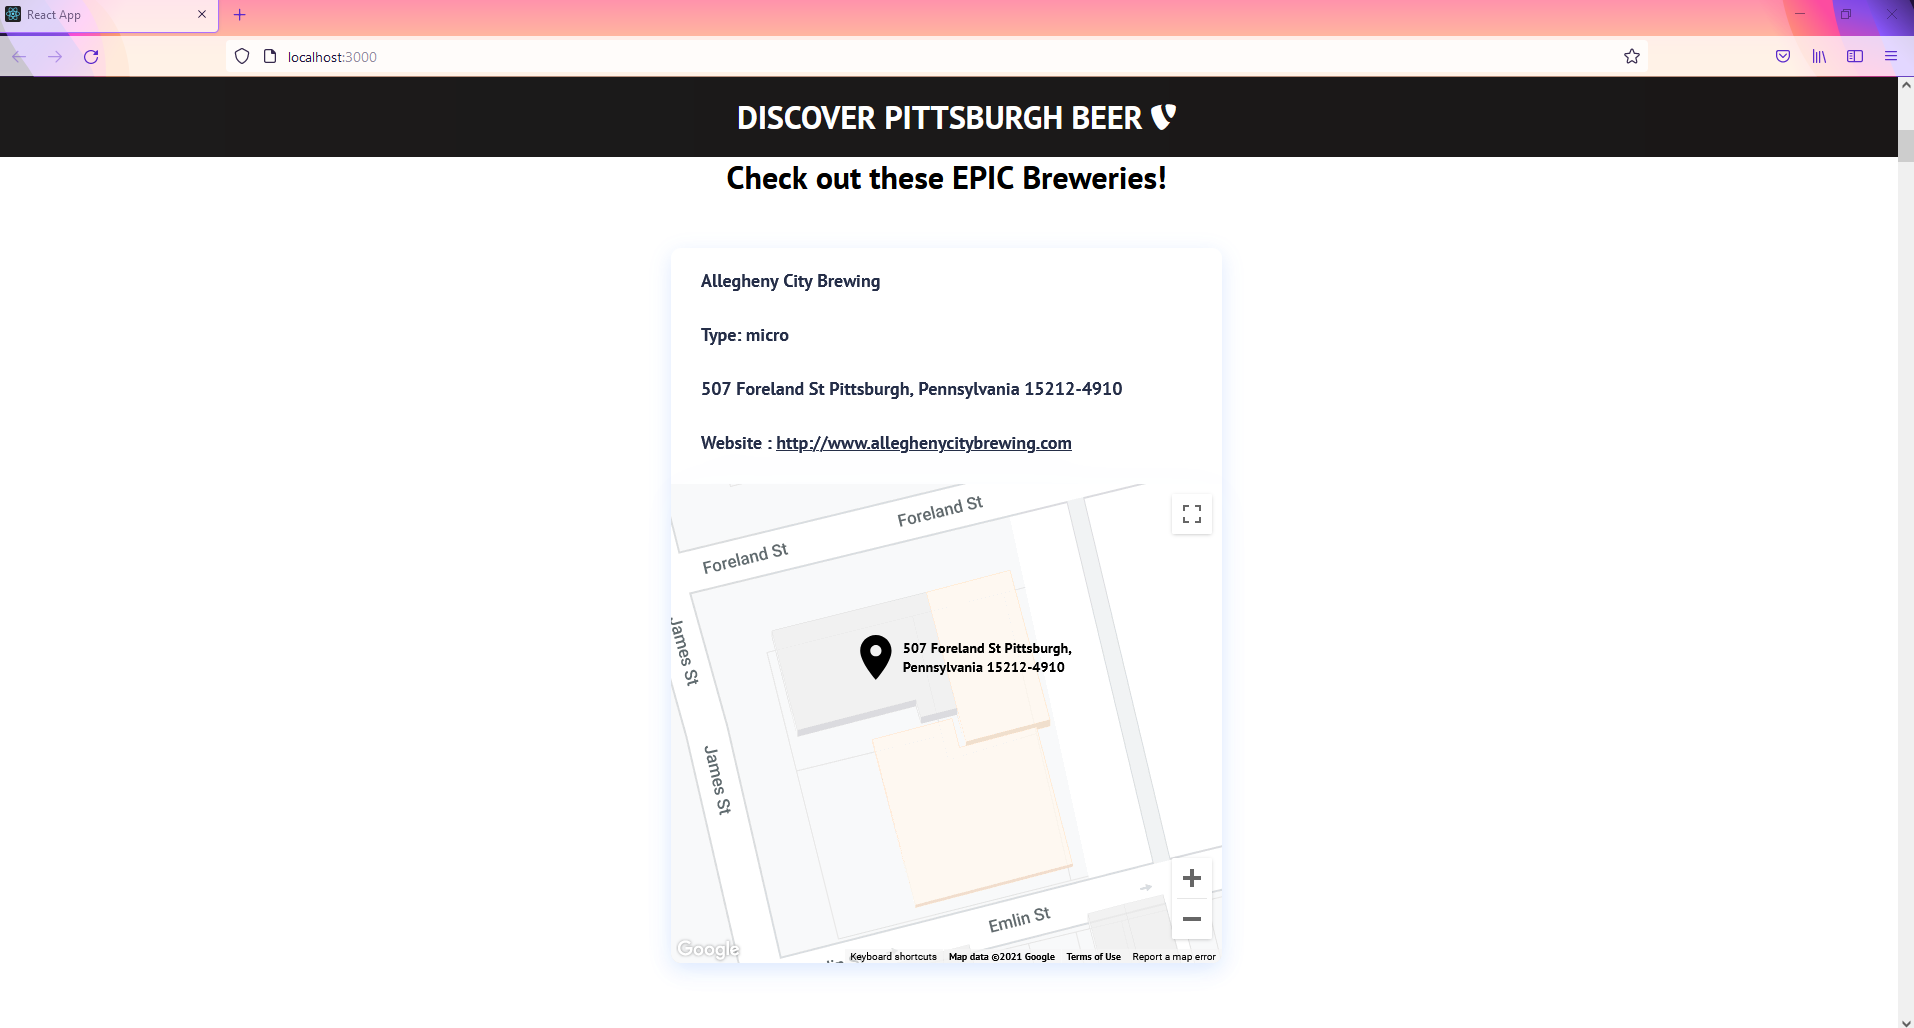 React App
localhost:3000
DISCOVER PITTSBURGH BEER
Check out these EPIC Breweries!
Allegheny City Brewing
Type: micro
507 Foreland St Pittsburgh, Pennsylvania 15212-4910
Website : http://www.alleghenycitybrewing.com
Foreland St
Foreland St
James St
507 Foreland St Pittsburgh,
Pennsylvania 15212-4910
James St
Emlin St
Google
Keyboard shortcuts
Map data ©2021 Google
Terms of Use
Report a map error